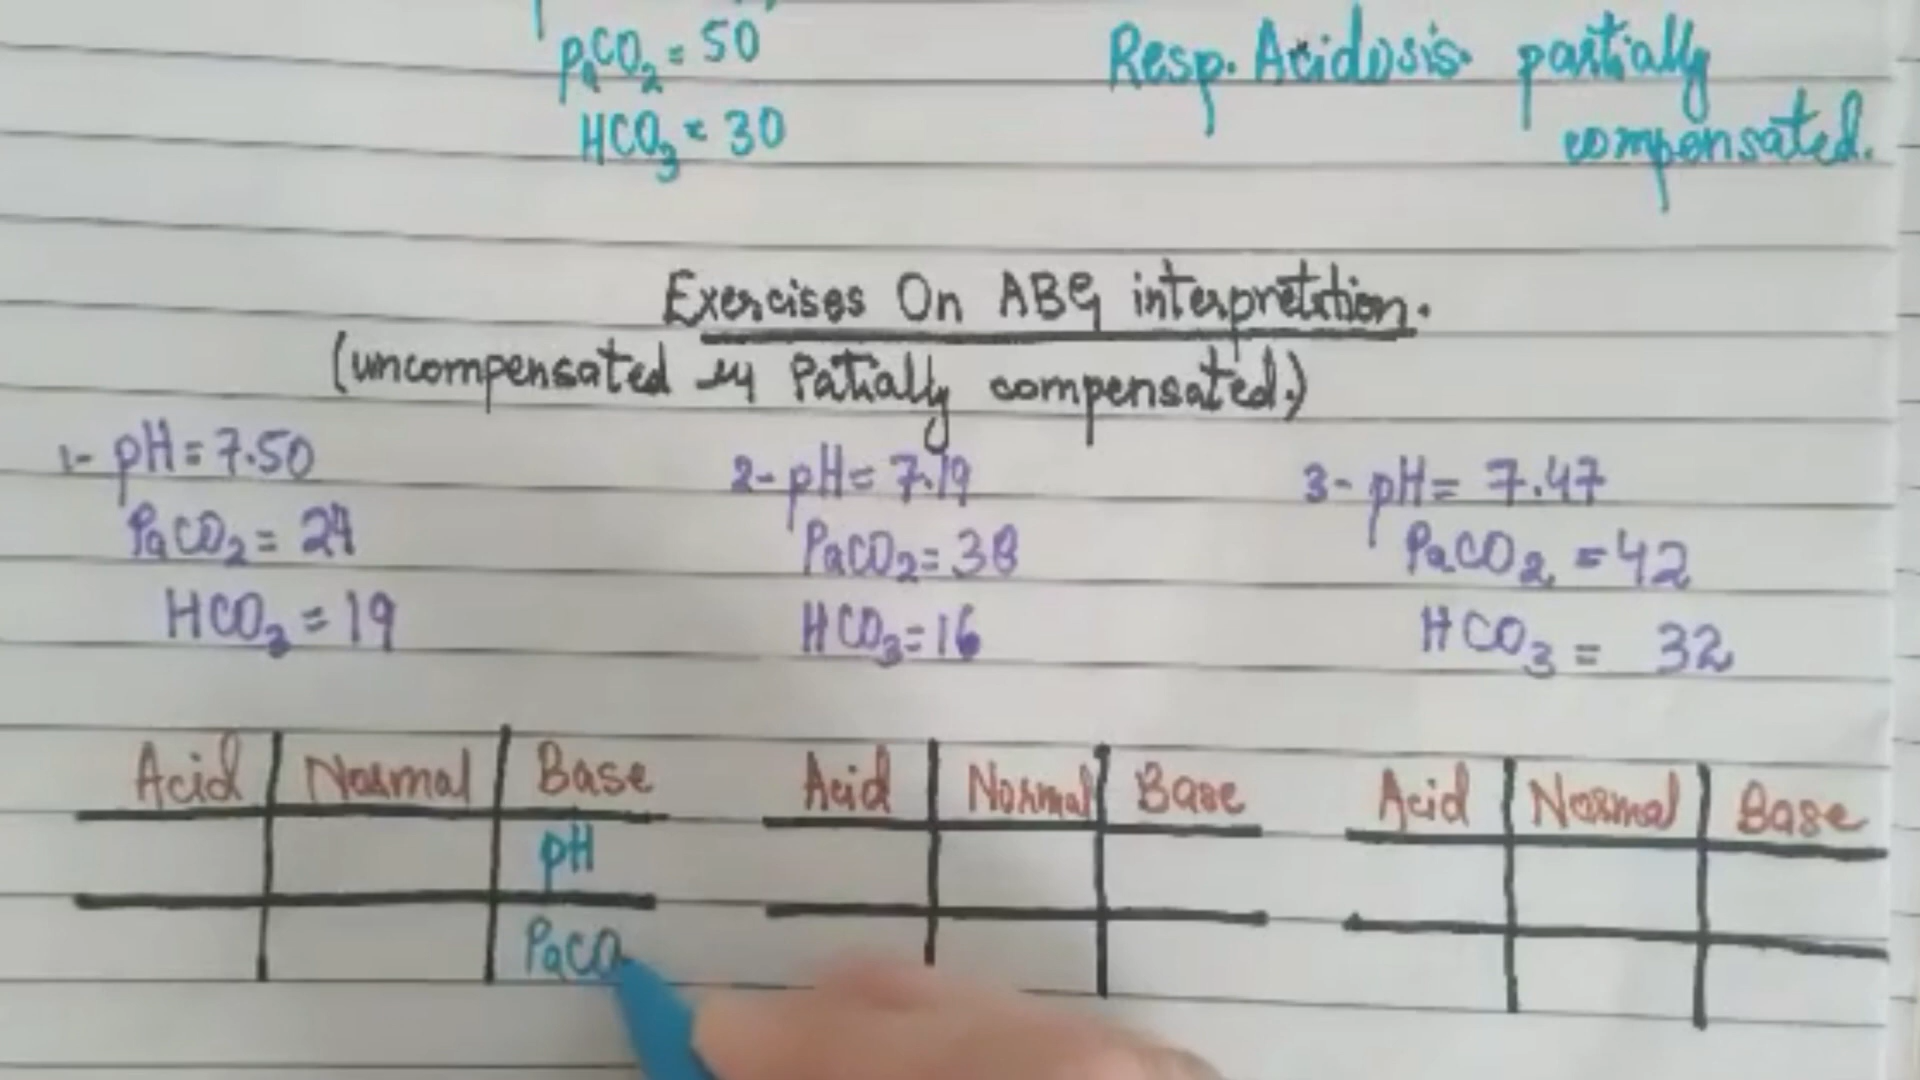 PaCO2 = 50
HCO3 = 30
Resp. Acidosis. partially
compensated.
Exercises On ABG interpretation.
(uncompensated Patially compensated.)
1- pH = 7.50
PaCO2 = 24
HCO3 = 19
2- pH = 7.19
PaCO2 = 38
HCO3 = 16
3- pH = 7.47
PaCO2 = 42
HCO3 = 32
Acid Normal Base
pH
PaCO
Acid Normal Base
Acid Normal Base